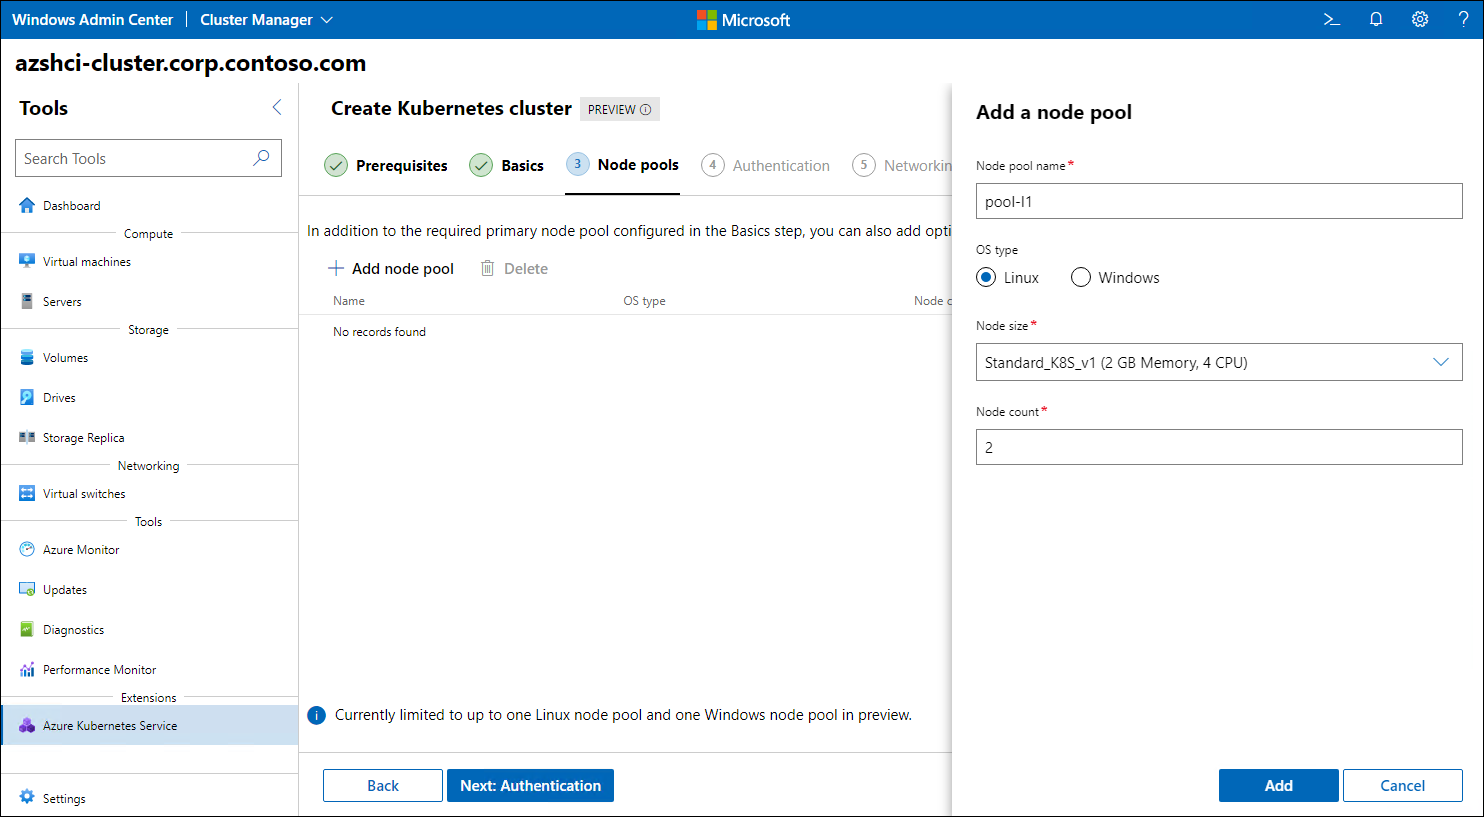 Windows Admin Center | Cluster Manager
Microsoft
>_
?
azshci-cluster.corp.contoso.com
Tools
Search Tools
Dashboard
Compute
Virtual machines
Servers
Storage
Volumes
Drives
Storage Replica
Networking
Virtual switches
Tools
Azure Monitor
Updates
Diagnostics
Performance Monitor
Extensions
Azure Kubernetes Service
Settings
Create Kubernetes cluster PREVIEW
Prerequisites Basics 3 Node pools 4 Authentication 5 Networkin
In addition to the required primary node pool configured in the Basics step, you can also add opti
Add node pool Delete
Name OS type Node c
No records found
Currently limited to up to one Linux node pool and one Windows node pool in preview.
Back Next: Authentication
Add a node pool
Node pool name*
pool-l1
OS type
Linux Windows
Node size*
Standard_K8S_v1 (2 GB Memory, 4 CPU)
Node count*
2
Add Cancel